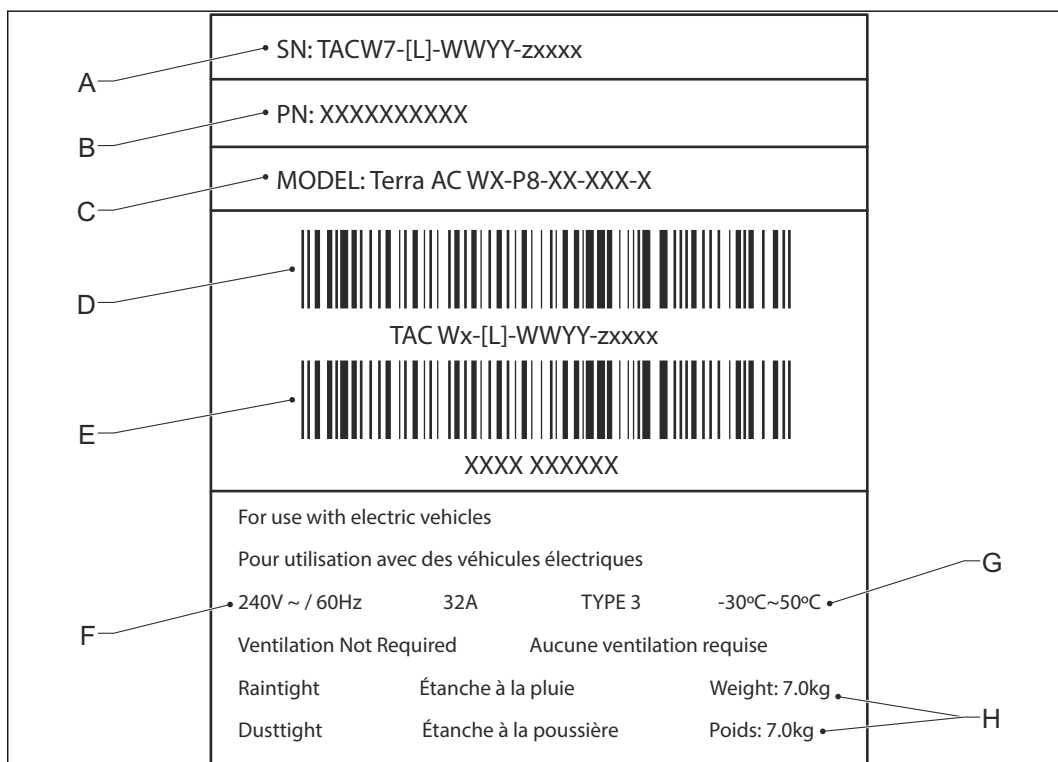 A
SN: TACW7-[L]-WWYY-zxxxx
B
PN: XXXXXXXXXX
C
MODEL: Terra AC WX-P8-XX-XXX-X
D
TAC Wx-[L]-WWYY-zxxxx
E
XXXX XXXXXX
For use with electric vehicles
Pour utilisation avec des véhicules électriques
G
F
240V ~ / 60Hz 32A TYPE 3 -30ºC~50ºC
Ventilation Not Required Aucune ventilation requise
Raintight Étanche à la pluie Weight: 7.0kg
H
Dusttight Étanche à la poussière Poids: 7.0kg